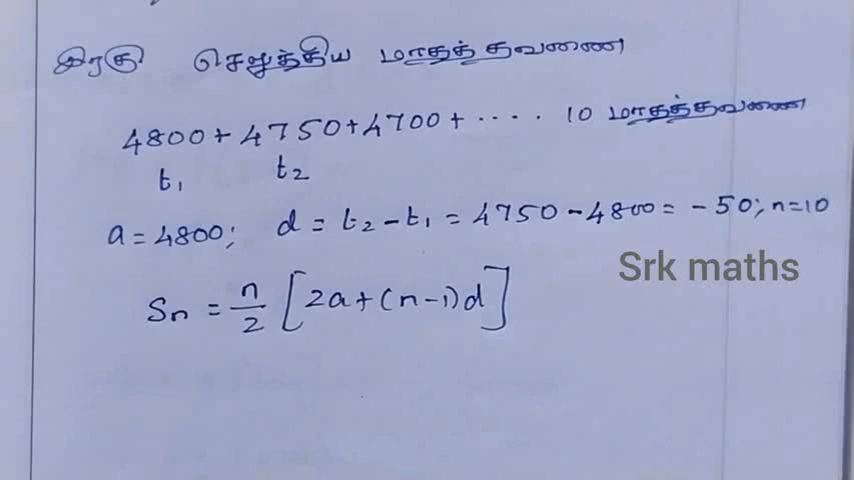 இரகு செலுத்திய மாதத் தவணை
4800 + 4750 + 4700 + ···· 10 மாதத்தவணை
t₁ t₂
a = 4800; d = t₂ - t₁ = 4750 - 4800 = - 50; n=10
Srk maths
Sn = n/2 [2a + (n-1)d]